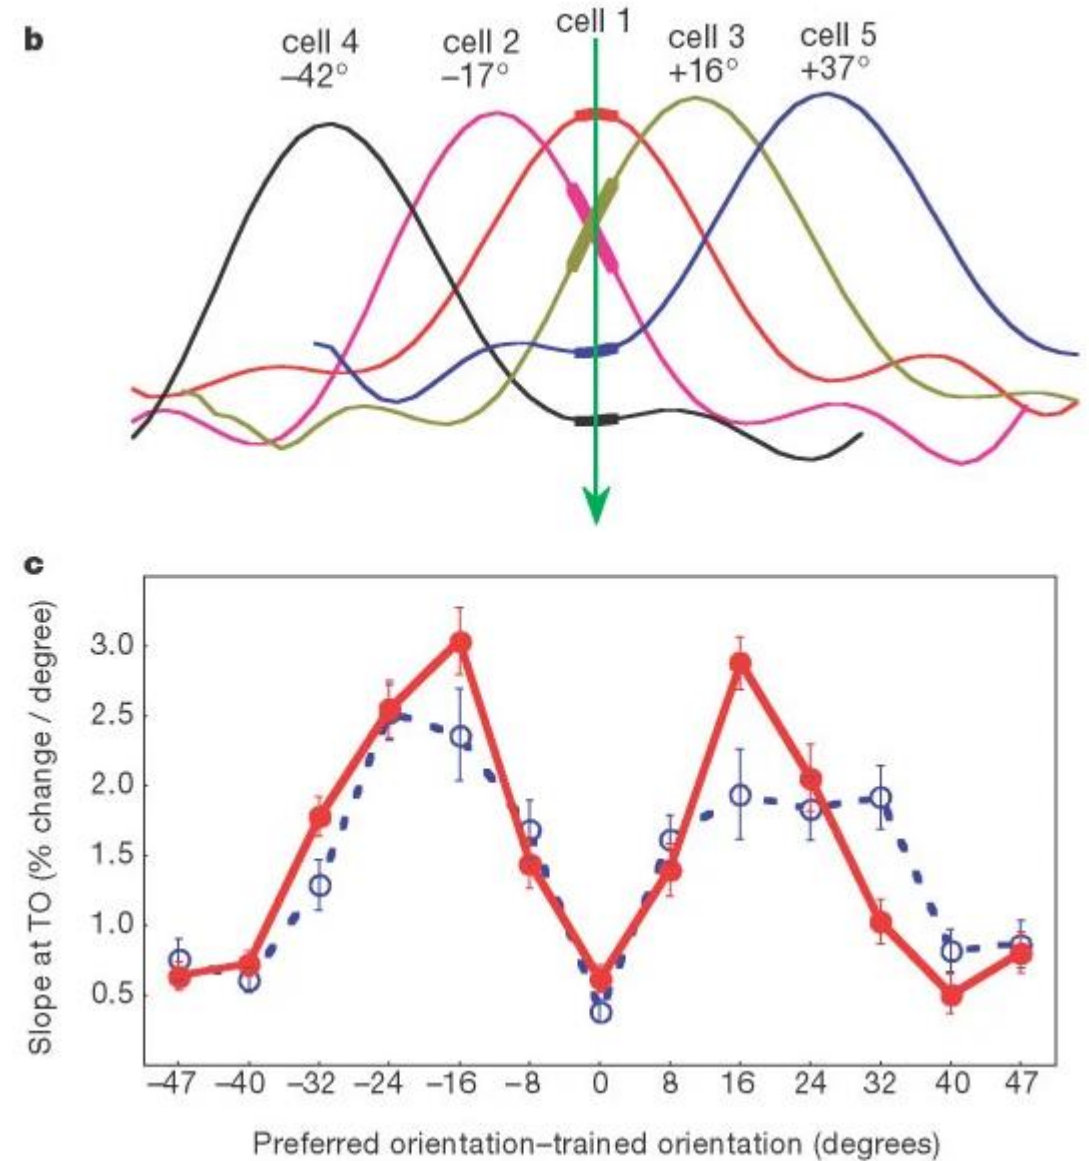 b
cell 4
–42°
cell 2
–17°
cell 1
cell 3
+16°
cell 5
+37°
c
Slope at TO (% change / degree)
3.0
2.5
2.0
1.5
1.0
0.5
–47 –40 –32 –24 –16 –8 0 8 16 24 32 40 47
Preferred orientation–trained orientation (degrees)